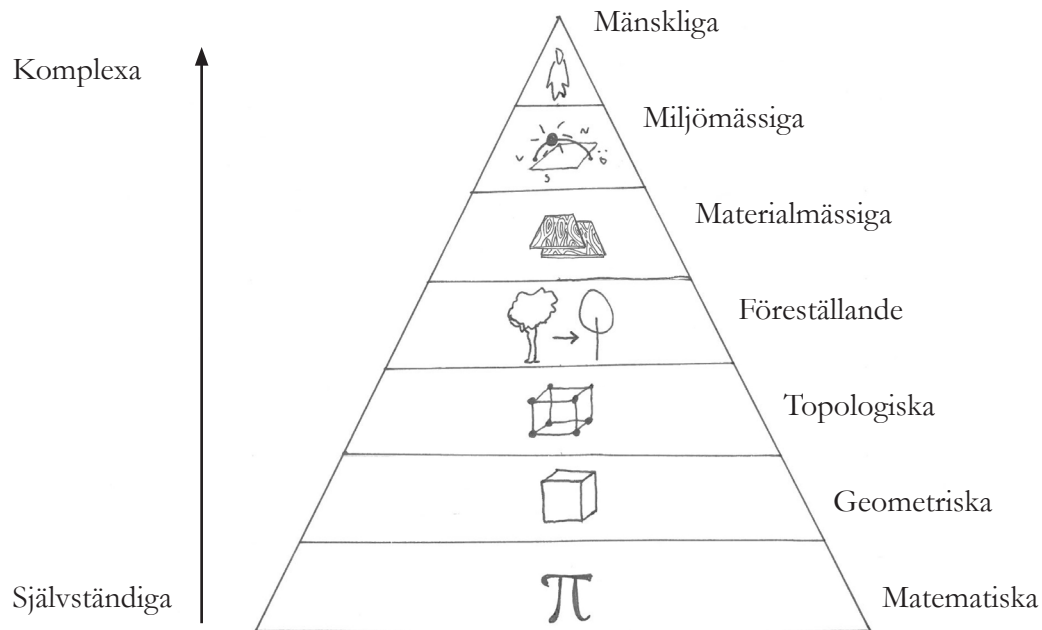 Mänskliga
Komplexa
Miljömässiga
N
V
Ö
S
Materialmässiga
Föreställande
Topologiska
Geometriska
π
Självständiga
Matematiska